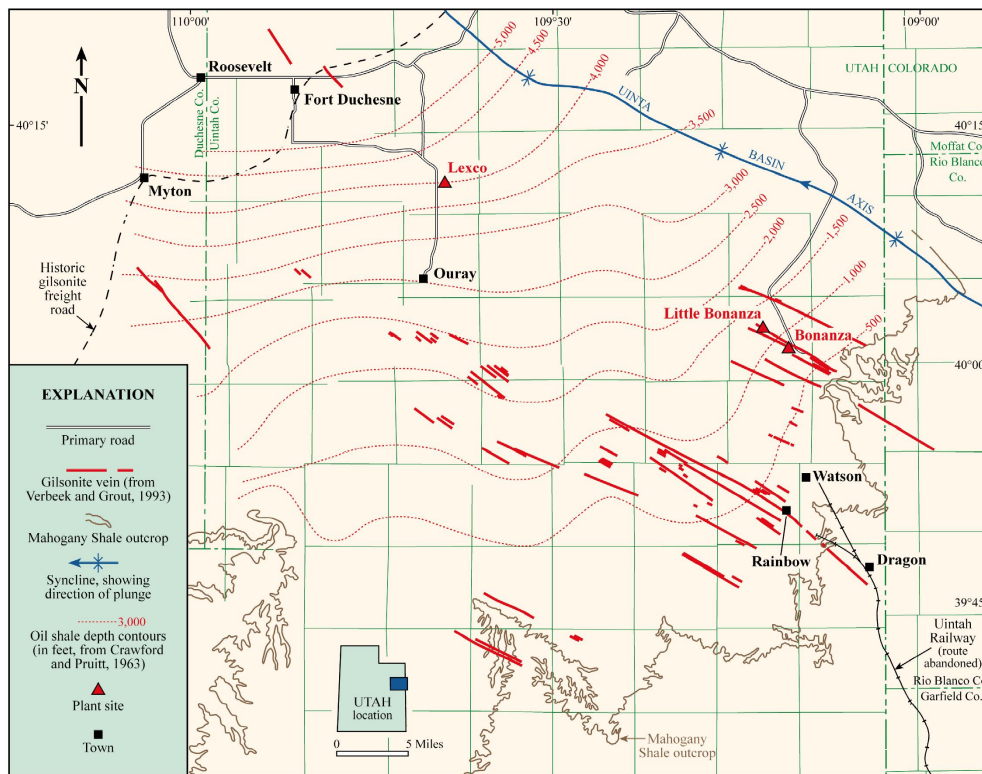 110°00'
109°30'
109°00'
5,000
4,500
4,000
3,500
3,000
2,500
2,000
1,500
1,000
500
Roosevelt
Fort Duchesne
UTAH
COLORADO
UINTA
BASIN
AXIS
N
Duchesne Co.
Uintah Co.
40°15'
40°15'
Moffat Co.
Rio Blanco
Co.
Lexco
Myton
Ouray
Historic
gilsonite
freight
road
Little Bonanza
Bonanza
40°00'
EXPLANATION
Primary road
Gilsonite vein (from
Verbeek and Grout, 1993)
Mahogany Shale outcrop
Syncline, showing
direction of plunge
3,000
Oil shale depth contours
(in feet, from Crawford
and Pruitt, 1963)
Plant site
Town
Watson
Rainbow
Dragon
39°45'
Uintah
Railway
(route
abandoned)
Rio Blanco Co.
Garfield Co.
UTAH
location
0
5 Miles
Mahogany
Shale outcrop